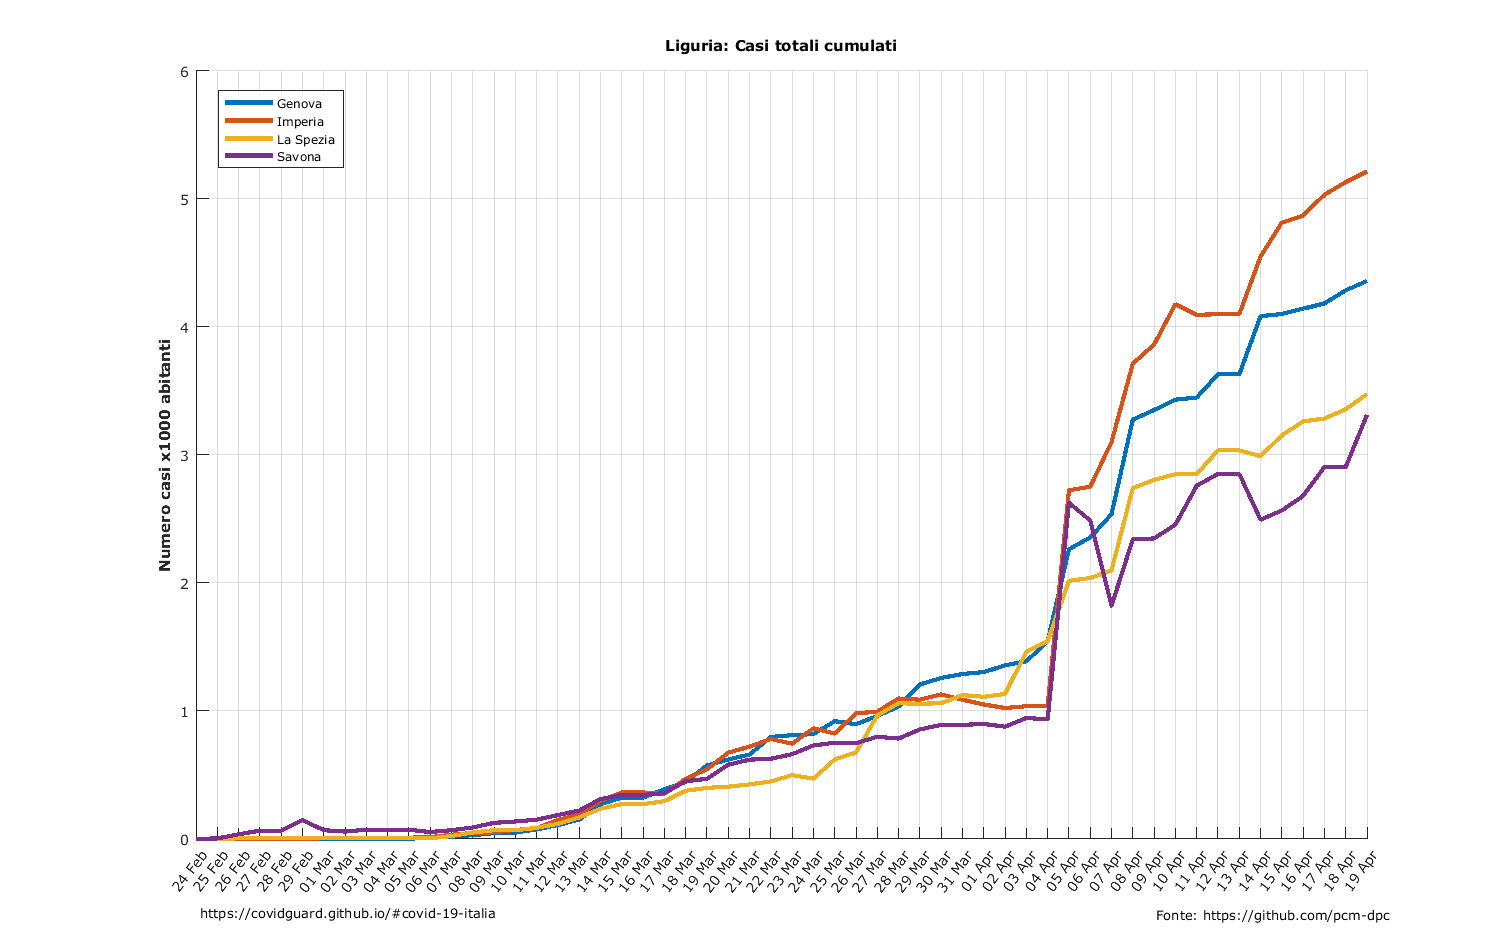 Liguria: Casi totali cumulati
Numero casi x1000 abitanti
6
5
4
3
2
1
0
Genova
Imperia
La Spezia
Savona
24 Feb
25 Feb
26 Feb
27 Feb
28 Feb
29 Feb
01 Mar
02 Mar
03 Mar
04 Mar
05 Mar
06 Mar
07 Mar
08 Mar
09 Mar
10 Mar
11 Mar
12 Mar
13 Mar
14 Mar
15 Mar
16 Mar
17 Mar
18 Mar
19 Mar
20 Mar
21 Mar
22 Mar
23 Mar
24 Mar
25 Mar
26 Mar
27 Mar
28 Mar
29 Mar
30 Mar
31 Mar
01 Apr
02 Apr
03 Apr
04 Apr
05 Apr
06 Apr
07 Apr
08 Apr
09 Apr
10 Apr
11 Apr
12 Apr
13 Apr
14 Apr
15 Apr
16 Apr
17 Apr
18 Apr
19 Apr
https://covidguard.github.io/#covid-19-italia
Fonte: https://github.com/pcm-dpc